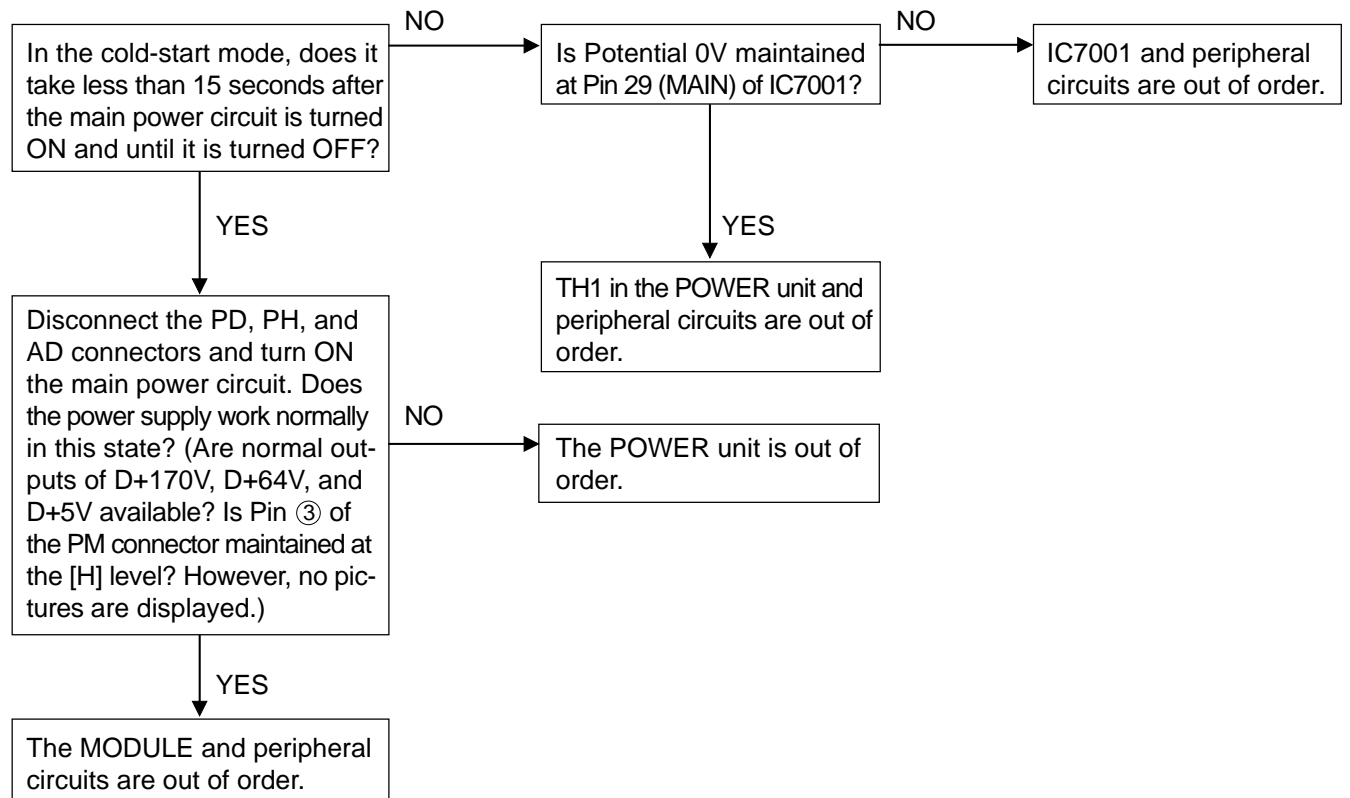 In the cold-start mode, does it
take less than 15 seconds after
the main power circuit is turned
ON and until it is turned OFF?
NO
Is Potential 0V maintained
at Pin 29 (MAIN) of IC7001?
NO
IC7001 and peripheral
circuits are out of order.
YES
YES
TH1 in the POWER unit and
peripheral circuits are out of
order.
Disconnect the PD, PH, and
AD connectors and turn ON
the main power circuit. Does
the power supply work normally
in this state? (Are normal out-
puts of D+170V, D+64V, and
D+5V available? Is Pin ③ of
the PM connector maintained at
the [H] level? However, no pic-
tures are displayed.)
NO
The POWER unit is out of
order.
YES
The MODULE and peripheral
circuits are out of order.